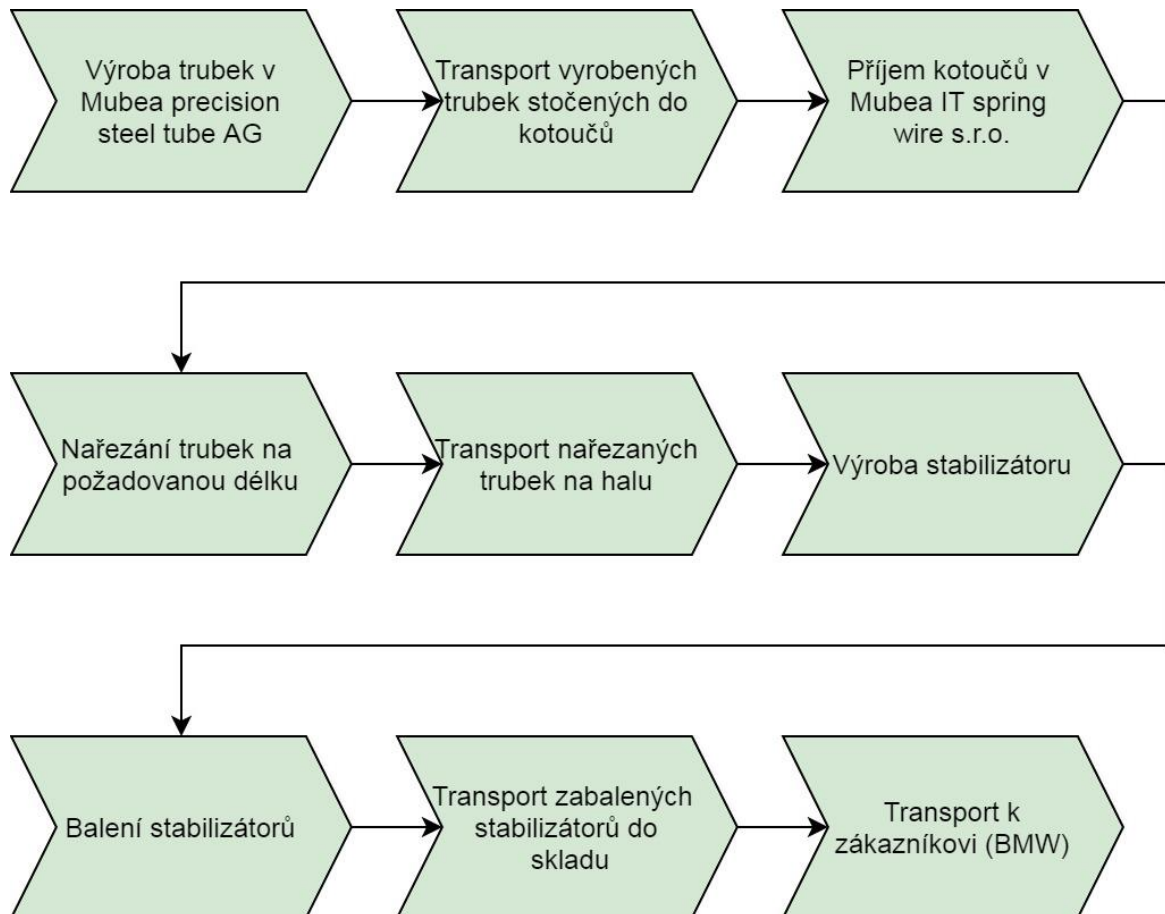 Výroba trubek v
Mubea precision
steel tube AG
Transport vyrobených
trubek stočených do
kotoučů
Příjem kotoučů v
Mubea IT spring
wire s.r.o.
Nařezání trubek na
požadovanou délku
Transport nařezaných
trubek na halu
Výroba stabilizátoru
Balení stabilizátorů
Transport zabalených
stabilizátorů do
skladu
Transport k
zákazníkovi (BMW)